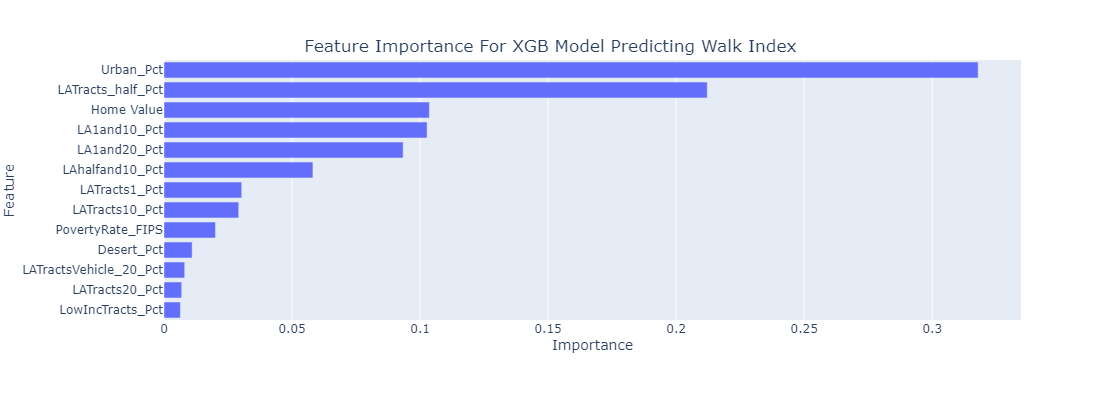 Feature Importance For XGB Model Predicting Walk Index
Feature
Urban_Pct
LATracts_half_Pct
Home Value
LA1and10_Pct
LA1and20_Pct
LAhalfand10_Pct
LATracts1_Pct
LATracts10_Pct
PovertyRate_FIPS
Desert_Pct
LATractsVehicle_20_Pct
LATracts20_Pct
LowIncTracts_Pct
0 0.05 0.1 0.15 0.2 0.25 0.3
Importance